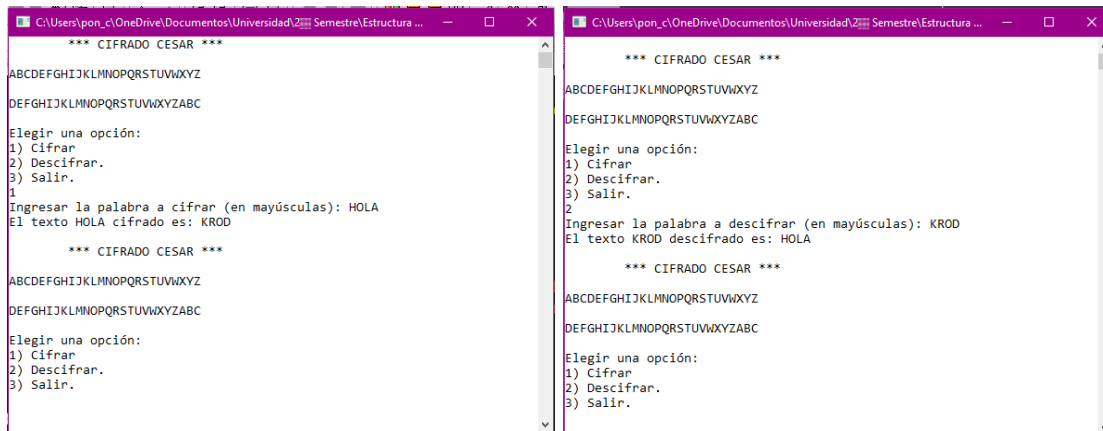 C:\Users\pon_c\OneDrive\Documentos\Universidad\2 Semestre\Estructura ...
*** CIFRADO CESAR ***
ABCDEFGHIJKLMNOPQRSTUVWXYZ
DEFGHIJKLMNOPQRSTUVWXYZABC
Elegir una opción:
1) Cifrar
2) Descifrar.
3) Salir.
1
Ingresar la palabra a cifrar (en mayúsculas): HOLA
El texto HOLA cifrado es: KROD
*** CIFRADO CESAR ***
ABCDEFGHIJKLMNOPQRSTUVWXYZ
DEFGHIJKLMNOPQRSTUVWXYZABC
Elegir una opción:
1) Cifrar
2) Descifrar.
3) Salir.
C:\Users\pon_c\OneDrive\Documentos\Universidad\2 Semestre\Estructura ...
*** CIFRADO CESAR ***
ABCDEFGHIJKLMNOPQRSTUVWXYZ
DEFGHIJKLMNOPQRSTUVWXYZABC
Elegir una opción:
1) Cifrar
2) Descifrar.
3) Salir.
2
Ingresar la palabra a descifrar (en mayúsculas): KROD
El texto KROD descifrado es: HOLA
*** CIFRADO CESAR ***
ABCDEFGHIJKLMNOPQRSTUVWXYZ
DEFGHIJKLMNOPQRSTUVWXYZABC
Elegir una opción:
1) Cifrar
2) Descifrar.
3) Salir.